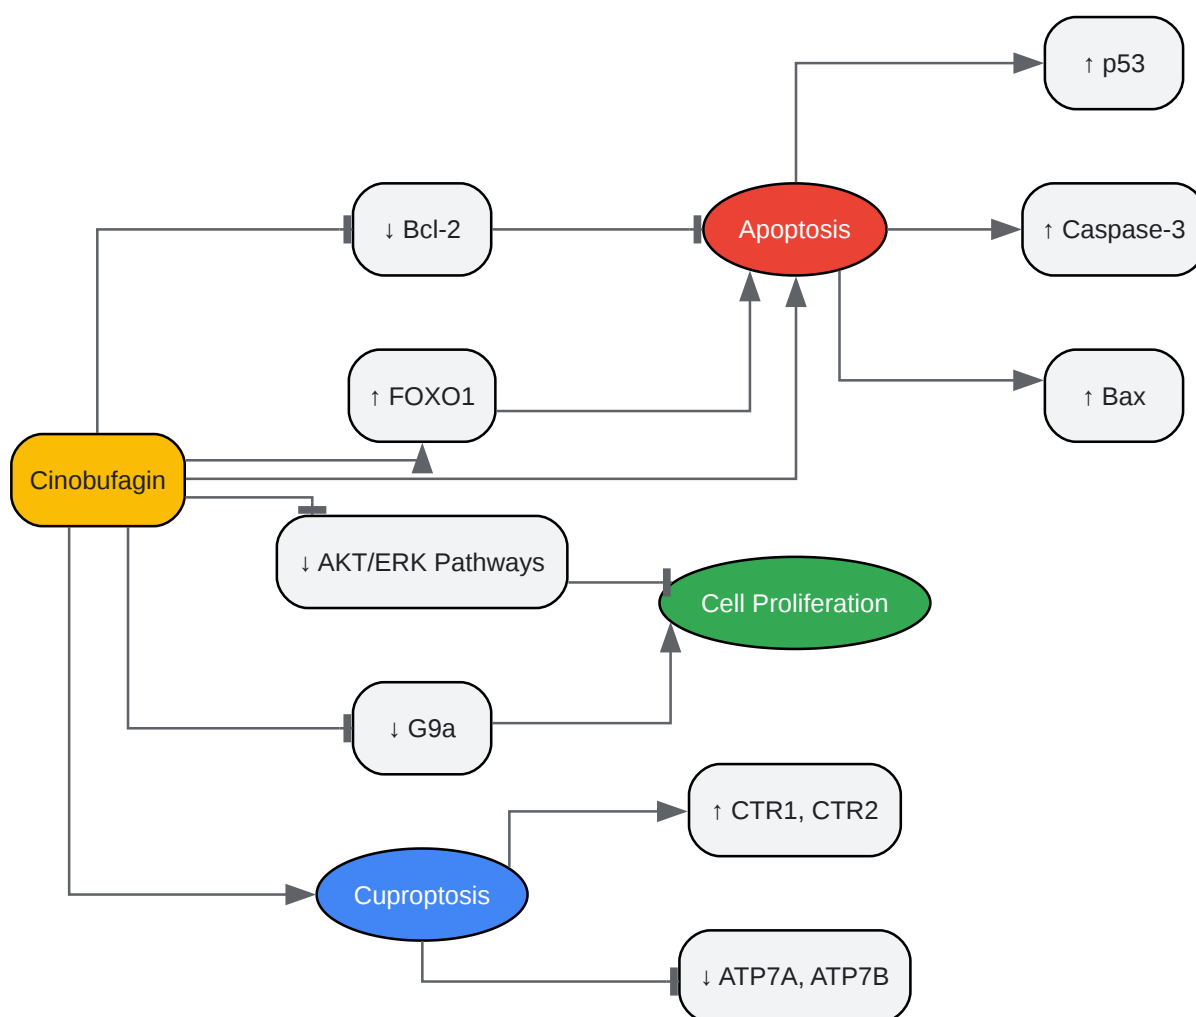 ↑ p53
↓ Bcl-2
Apoptosis
↑ Caspase-3
↑ FOXO1
↑ Bax
Cinobufagin
↓ AKT/ERK Pathways
Cell Proliferation
↓ G9a
↑ CTR1, CTR2
Cuproptosis
↓ ATP7A, ATP7B